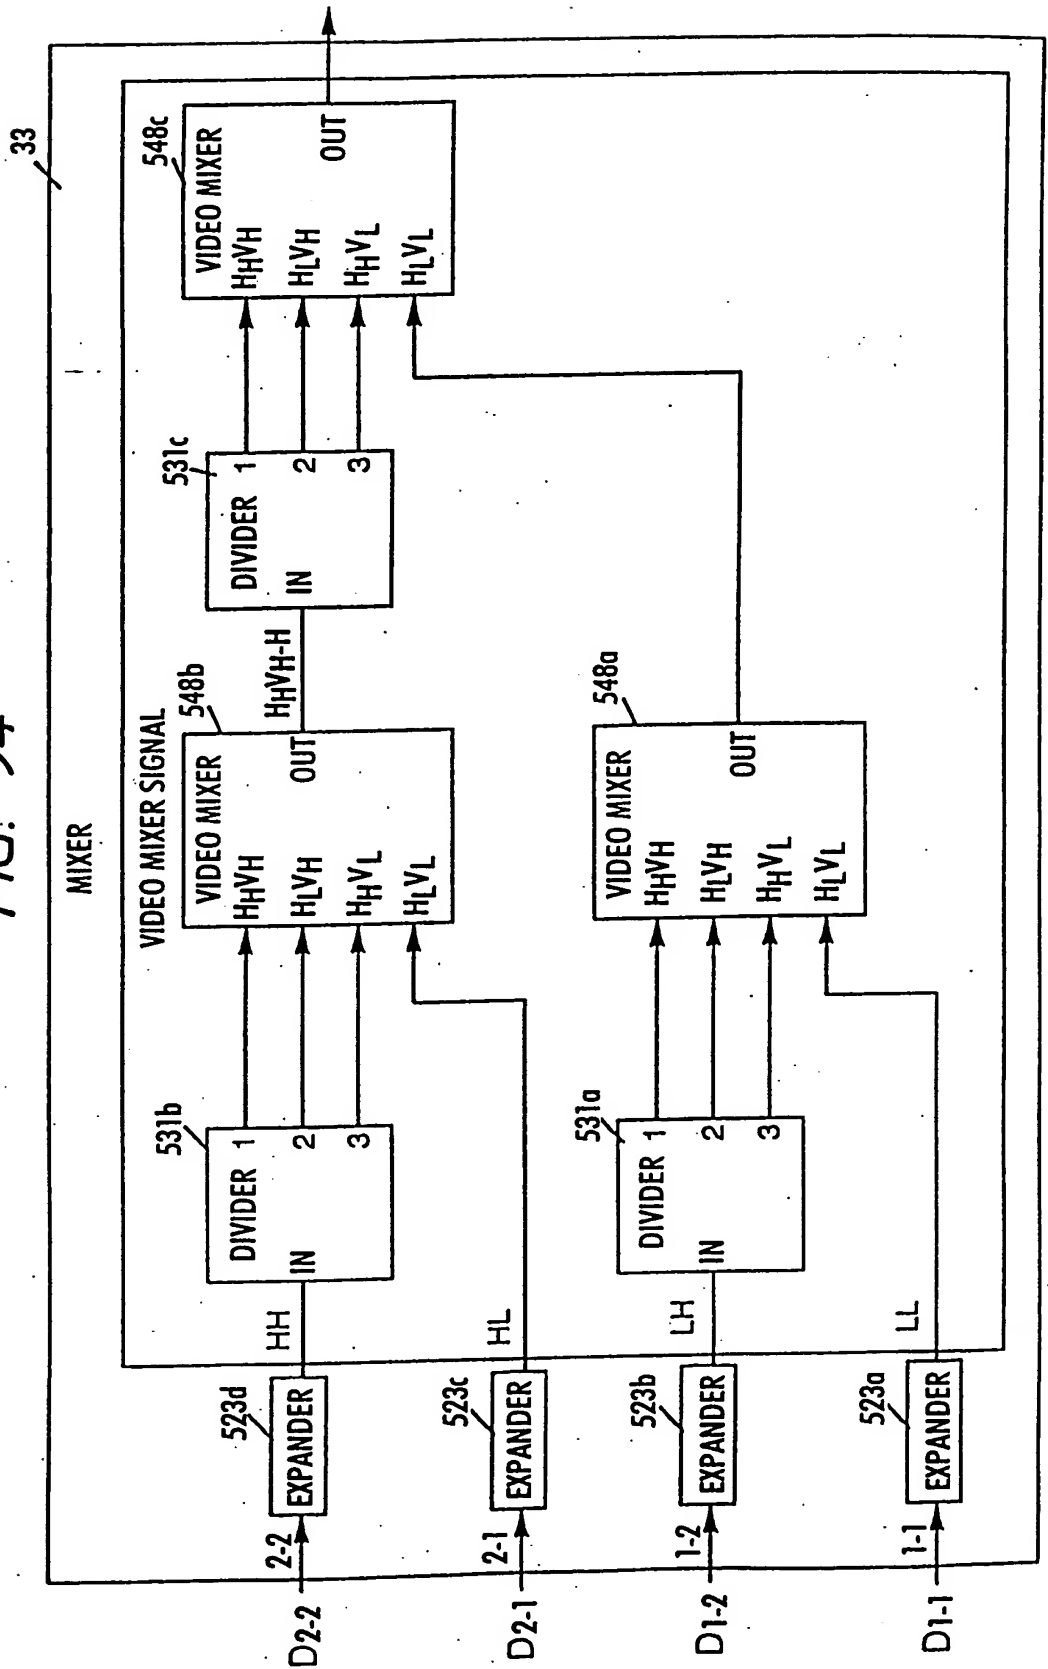 33
MIXER
VIDEO MIXER SIGNAL
D2-2
2-2
EXPANDER
523d
HH
DIVIDER
531b
IN
1
2
3
VIDEO MIXER
548b
HHVH
HLVH
HHVL
HLVL
OUT
HHVH-H
DIVIDER
531c
IN
1
2
3
VIDEO MIXER
548c
HHVH
HLVH
HHVL
HLVL
OUT
D2-1
2-1
EXPANDER
523c
HL
D1-2
1-2
EXPANDER
523b
LH
DIVIDER
531a
IN
1
2
3
VIDEO MIXER
548a
HHVH
HLVH
HHVL
HLVL
OUT
D1-1
1-1
EXPANDER
523a
LL